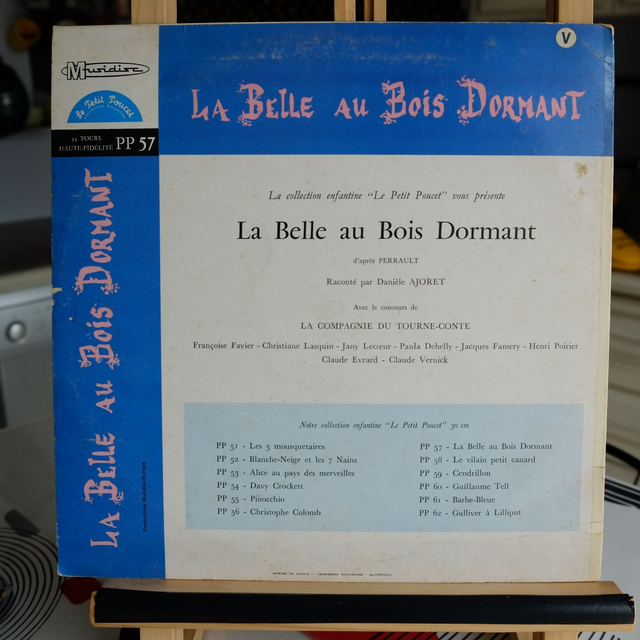 V
Musidisc
Le Petit Poucet
33 TOURS
HAUTE-FIDÉLITÉ PP 57
LA BELLE AU BOIS DORMANT
LA BELLE AU BOIS DORMANT
La collection enfantine "Le Petit Poucet" vous présente
La Belle au Bois Dormant
d'après PERRAULT
Raconté par Danièle AJORET
Avec le concours de
LA COMPAGNIE DU TOURNE-CONTE
Françoise Favier - Christiane Lasquin - Jany Lecœur - Paula Dehelly - Jacques Famery - Henri Poirier
Claude Evrard - Claude Vernick
Notre collection enfantine "Le Petit Poucet" 30 cm
PP 51 - Les 3 mousquetaires
PP 52 - Blanche-Neige et les 7 Nains
PP 53 - Alice au pays des merveilles
PP 54 - Davy Crockett
PP 55 - Pinocchio
PP 56 - Christophe Colomb
PP 57 - La Belle au Bois Dormant
PP 58 - Le vilain petit canard
PP 59 - Cendrillon
PP 60 - Guillaume Tell
PP 61 - Barbe-Bleue
PP 62 - Gulliver à Lilliput
Production Musidisc-Europe